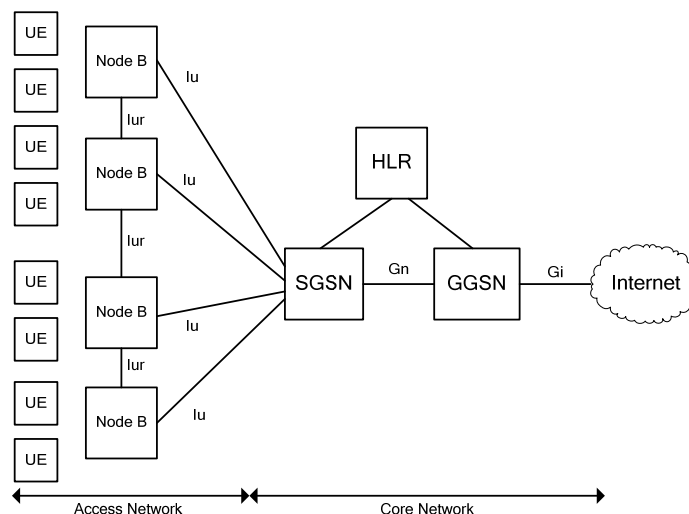 UE
UE
UE
UE
UE
UE
UE
UE
Node B
Iur
Node B
Iur
Node B
Iur
Node B
Iu
Iu
Iu
Iu
HLR
SGSN
Gn
GGSN
Gi
Internet
Access Network
Core Network